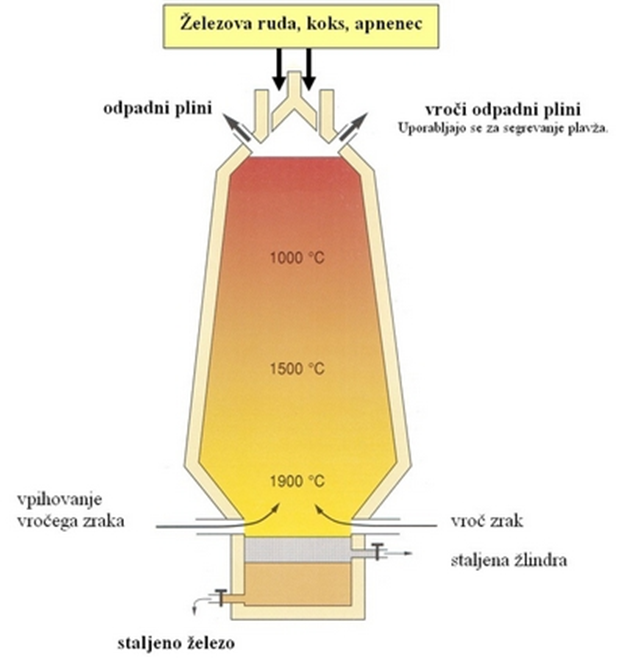 Železova ruda, koks, apnenec
odpadni plini
vroči odpadni plini
Uporabljajo se za segrevanje plavža.
1000 °C
1500 °C
1900 °C
vpihovanje
vročega zraka
vroč zrak
staljena žlindra
staljeno železo